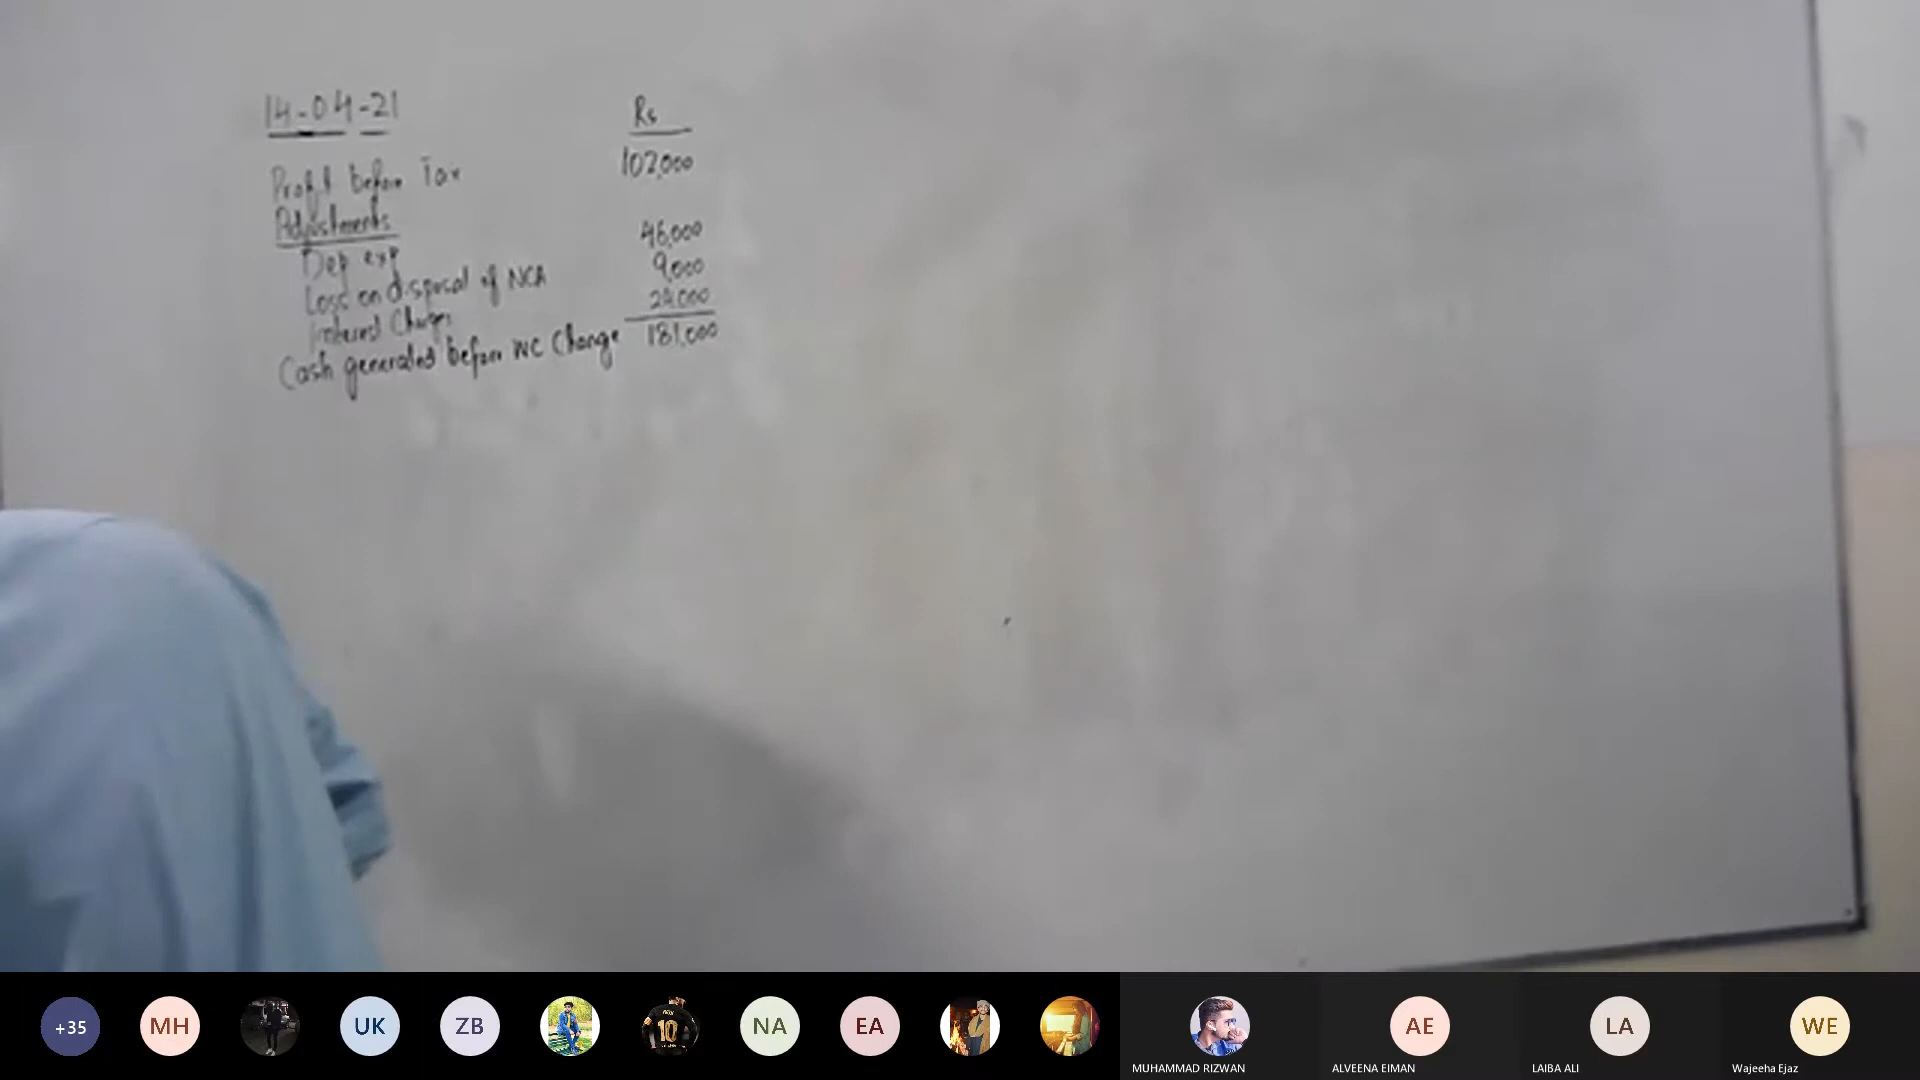 14-04-21
Rs
Profit before Tax 102,000
Adjustments
Dep exp 46,000
Loss on disposal of NCA 9,000
Interest Charges 24,000
Cash generated before WC Change 181,000
+35
MH
UK
ZB
10
NA
EA
AE
LA
WE
MUHAMMAD RIZWAN
ALVEENA EIMAN
LAIBA ALI
Wajeeha Ejaz